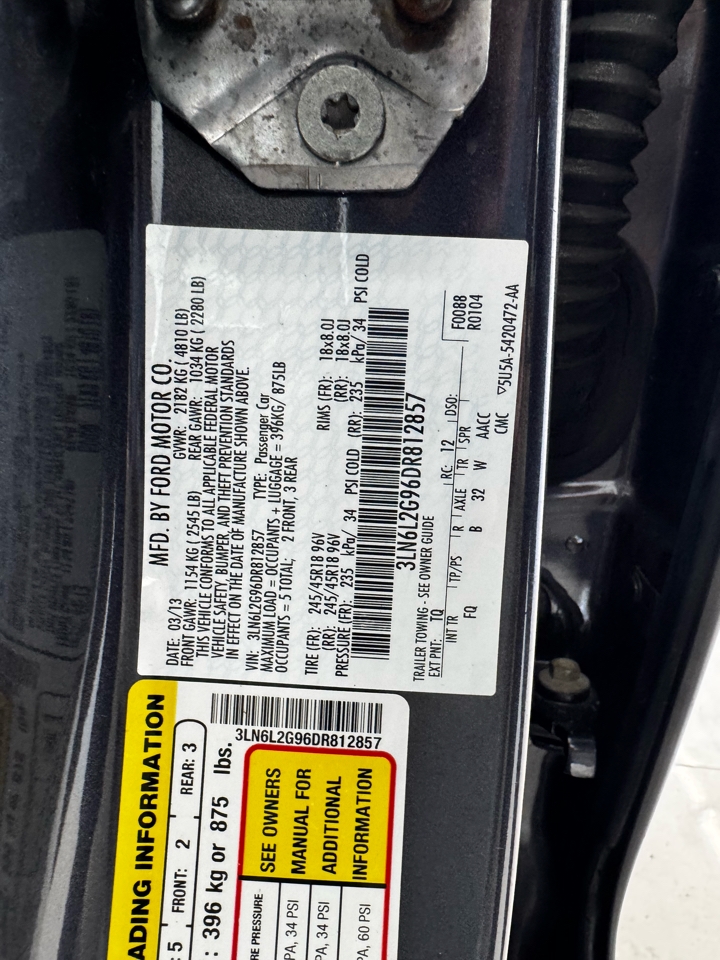 MFD. BY FORD MOTOR CO.
DATE: 03/13 GVWR: 2182 KG ( 4810 LB)
FRONT GAWR: 1154 KG (2545 LB) REAR GAWR: 1034 KG ( 2280 LB)
THIS VEHICLE CONFORMS TO ALL APPLICABLE FEDERAL MOTOR
VEHICLE SAFETY, BUMPER, AND THEFT PREVENTION STANDARDS
IN EFFECT ON THE DATE OF MANUFACTURE SHOWN ABOVE.
VIN: 3LN6L2G96DR812857 TYPE: Passenger Car
MAXIMUM LOAD = OCCUPANTS + LUGGAGE = 396KG/ 875LB
OCCUPANTS = 5 TOTAL; 2 FRONT, 3 REAR
TIRE (FR): 245/45R18 96V RIMS (FR): 18x8.0J
(RR): 245/45R18 96V (RR): 18x8.0J
PRESSURE (FR): 235 kPa/ 34 PSI COLD (RR): 235 kPa/ 34 PSI COLD
3LN6L2G96DR812857
TRAILER TOWING - SEE OWNER GUIDE
EXT PNT: TQ RC: 12 DSO: F0088
R0104
INT TR TP/PS R AXLE TR SPR
FQ B 32 W AACC
CMC ▽5U5A-5420472-AA
ADING INFORMATION
: 5 FRONT: 2 REAR: 3
: 396 kg or 875 lbs.
3LN6L2G96DR812857
RE PRESSURE
PA, 34 PSI
PA, 34 PSI
PA, 60 PSI
SEE OWNERS
MANUAL FOR
ADDITIONAL
INFORMATION